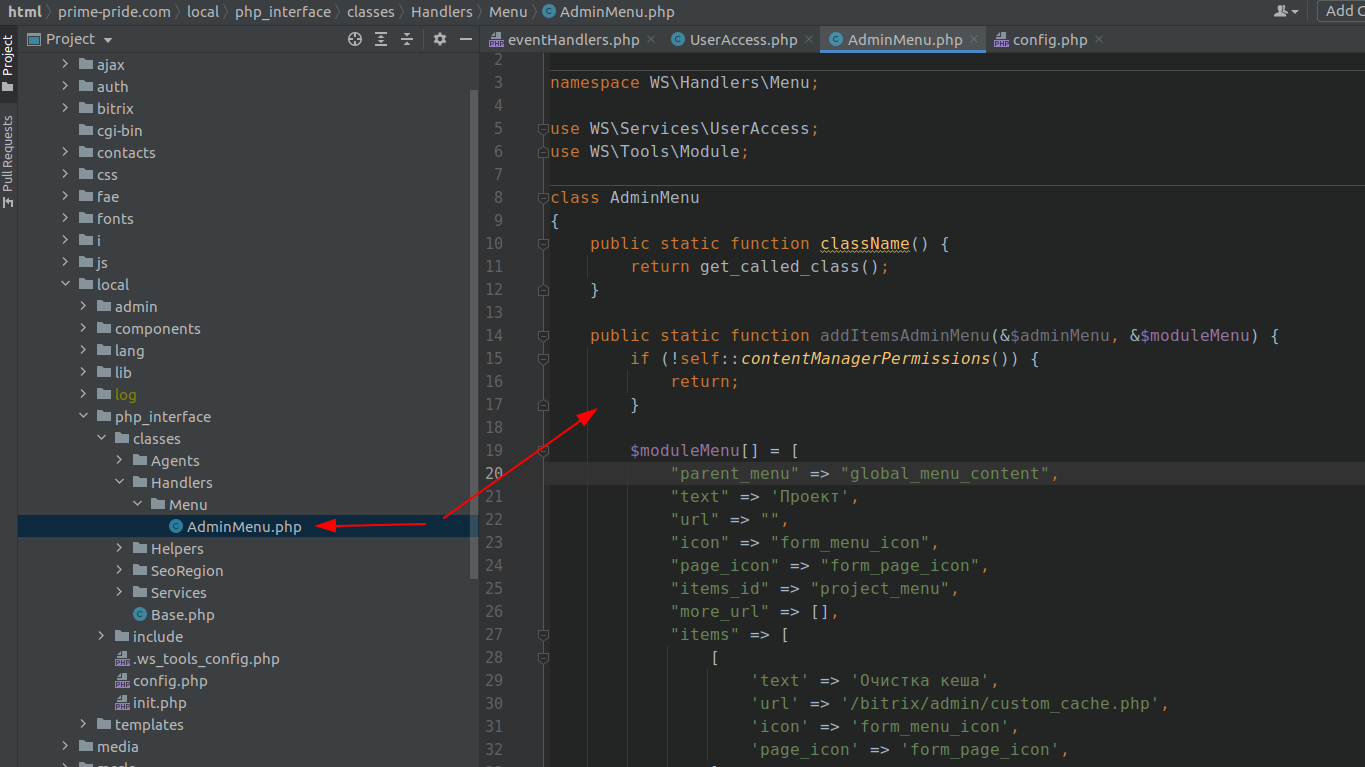 html prime-pride.com local php_interface classes Handlers Menu AdminMenu.php
Project
eventHandlers.php UserAccess.php AdminMenu.php config.php
Project
Pull Requests
ajax
auth
bitrix
cgi-bin
contacts
css
fae
fonts
i
js
local
admin
components
lang
lib
log
php_interface
classes
Agents
Handlers
Menu
AdminMenu.php
Helpers
SeoRegion
Services
Base.php
include
.ws_tools_config.php
config.php
init.php
templates
media
2
3 namespace WS\Handlers\Menu;
4
5 use WS\Services\UserAccess;
6 use WS\Tools\Module;
7
8 class AdminMenu
9 {
10 public static function className() {
11 return get_called_class();
12 }
13
14 public static function addItemsAdminMenu(&$adminMenu, &$moduleMenu) {
15 if (!self::contentManagerPermissions()) {
16 return;
17 }
18
19 $moduleMenu[] = [
20 "parent_menu" => "global_menu_content",
21 "text" => 'Проект',
22 "url" => "",
23 "icon" => "form_menu_icon",
24 "page_icon" => "form_page_icon",
25 "items_id" => "project_menu",
26 "more_url" => [],
27 "items" => [
28 [
29 'text' => 'Очистка кеша',
30 'url' => '/bitrix/admin/custom_cache.php',
31 'icon' => 'form_menu_icon',
32 'page_icon' => 'form_page_icon',